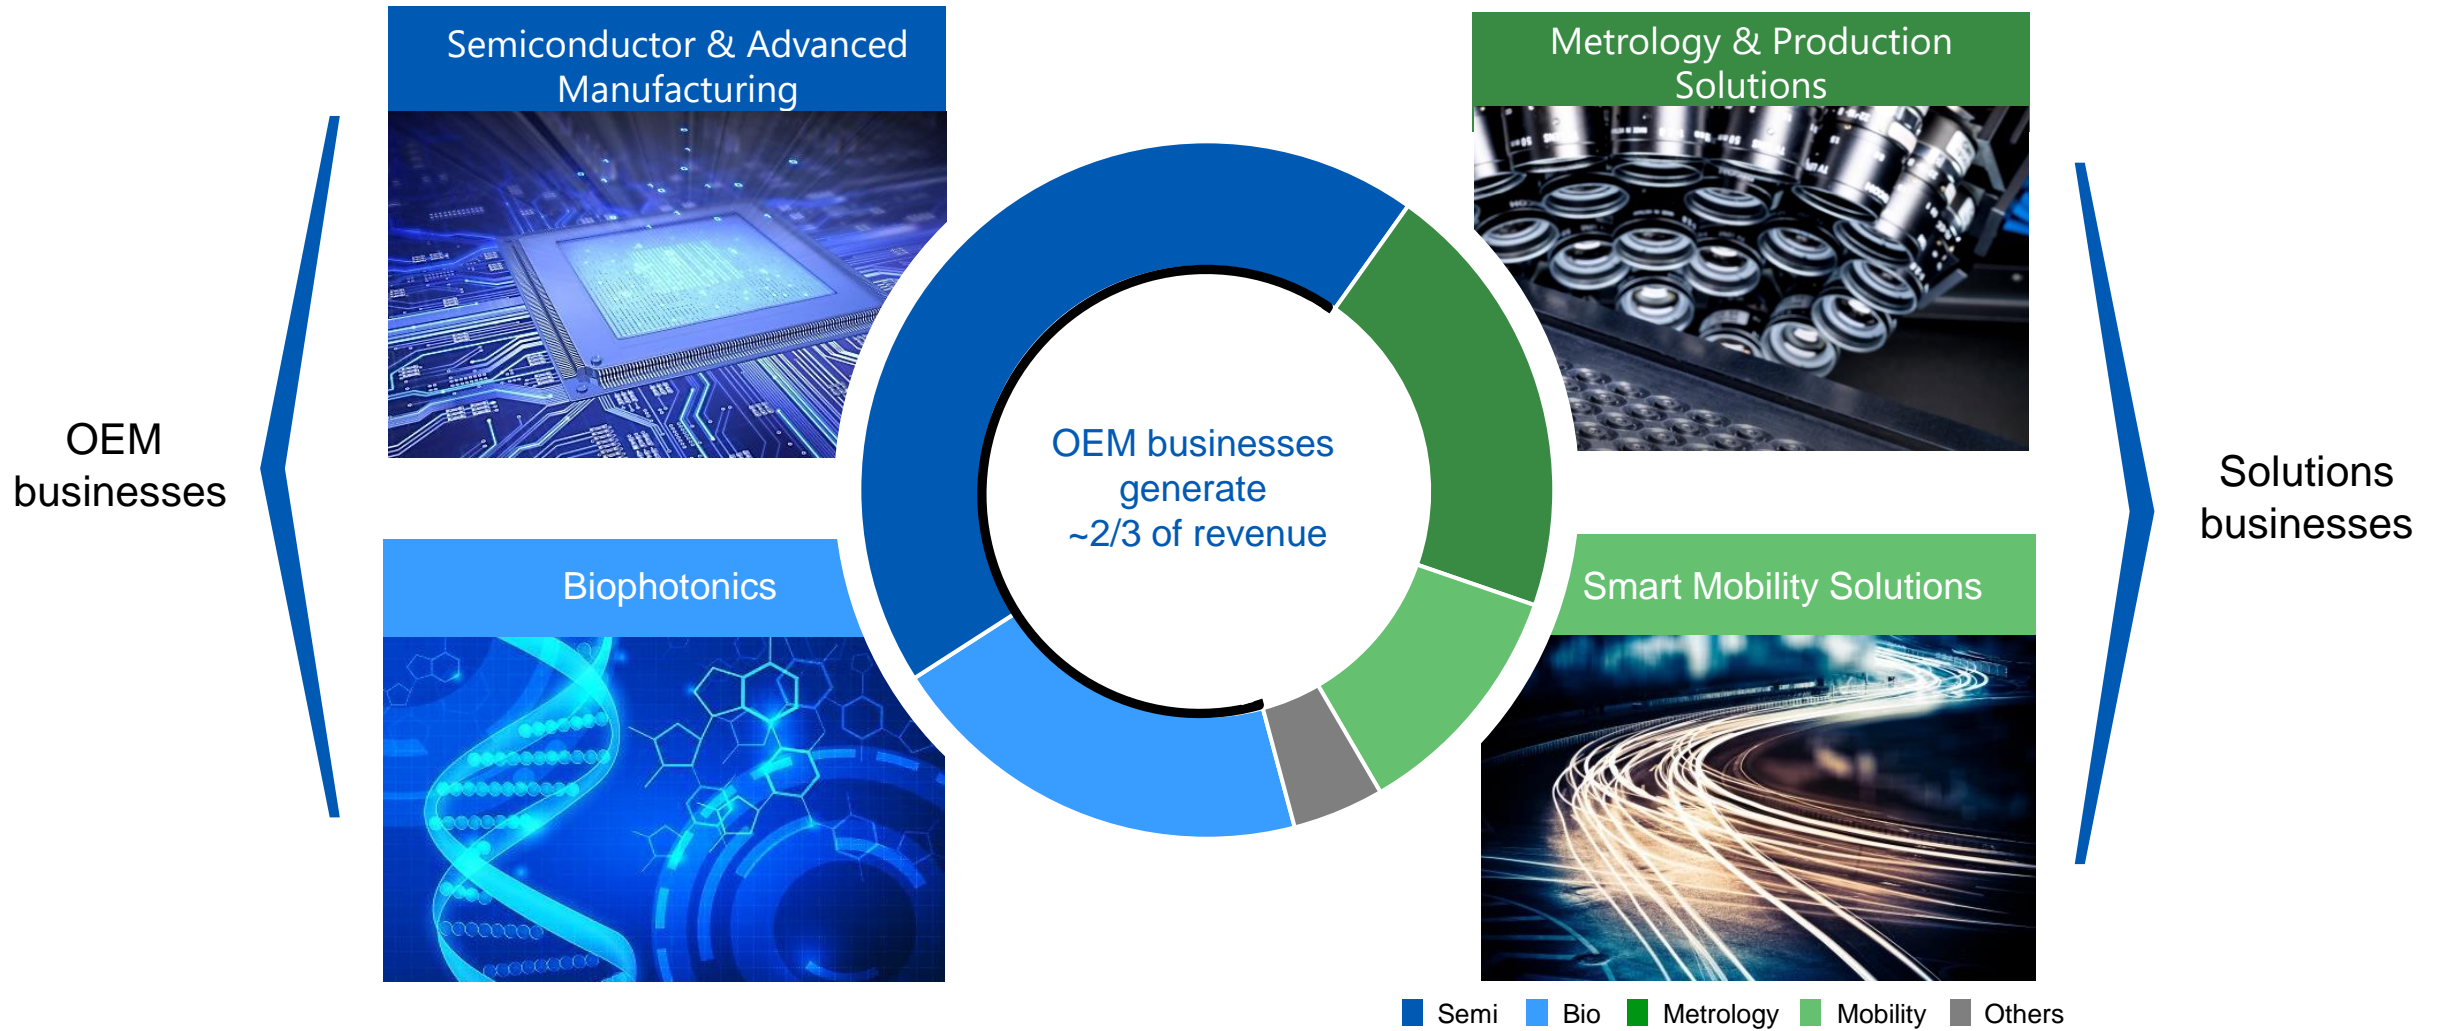 Semiconductor & Advanced
Manufacturing
Metrology & Production
Solutions
OEM
businesses
OEM businesses
generate
~2/3 of revenue
Solutions
businesses
Biophotonics
Smart Mobility Solutions
Semi
Bio
Metrology
Mobility
Others